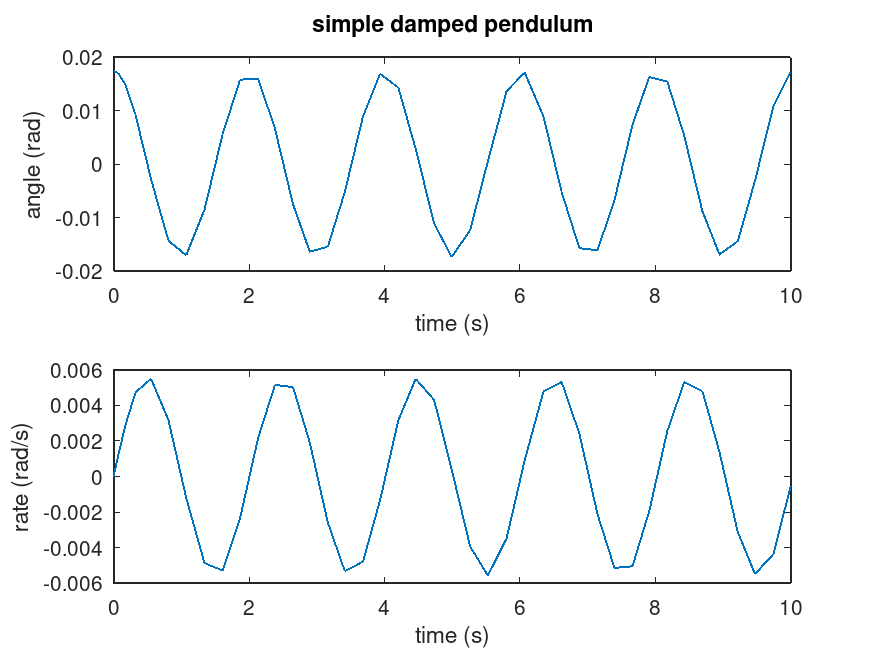 simple damped pendulum
0.02
0.01
0
-0.01
-0.02
angle (rad)
0 2 4 6 8 10
time (s)
0.006
0.004
0.002
0
-0.002
-0.004
-0.006
rate (rad/s)
0 2 4 6 8 10
time (s)